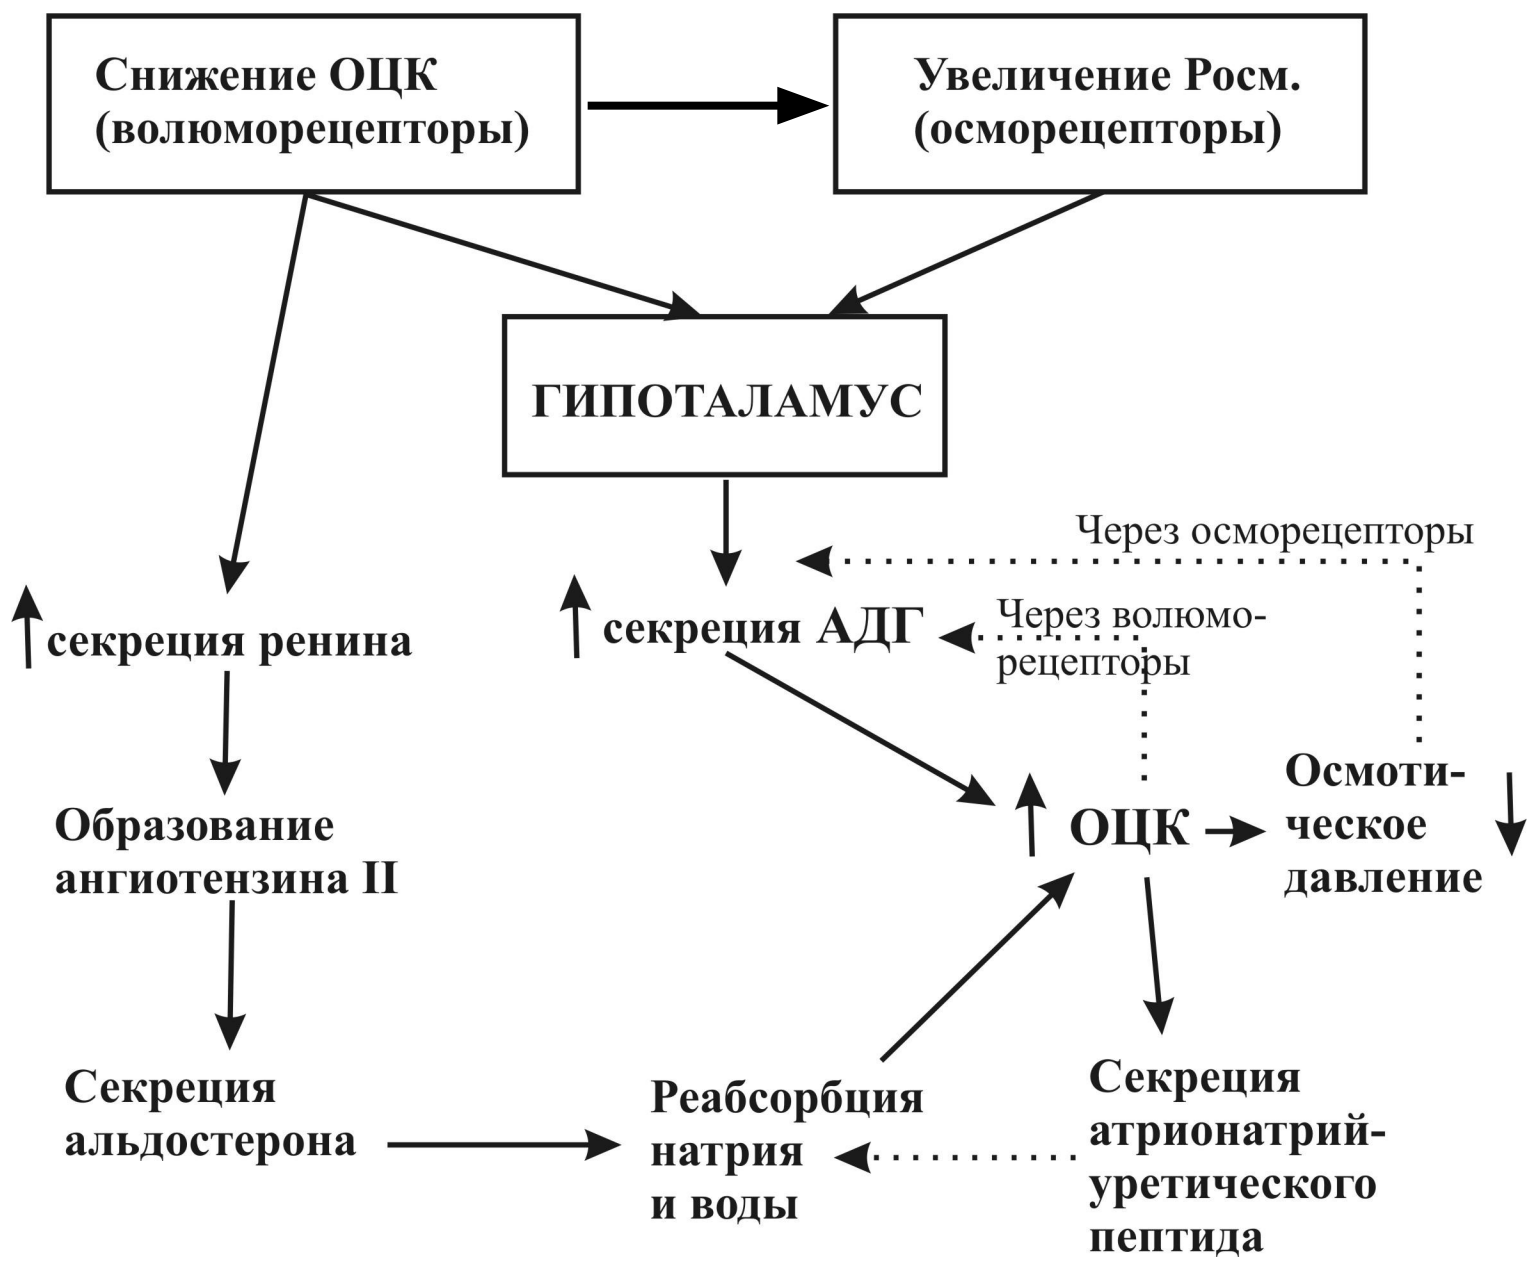 Снижение ОЦК
(волюморецепторы)
Увеличение Росм.
(осморецепторы)
ГИПОТАЛАМУС
Через осморецепторы
секреция ренина
секреция АДГ
Через волюмо-
рецепторы
Образование
ангиотензина II
ОЦК
Осмоти-
ческое
давление
Секреция
альдостерона
Реабсорбция
натрия
и воды
Секреция
атрионатрий-
уретического
пептида